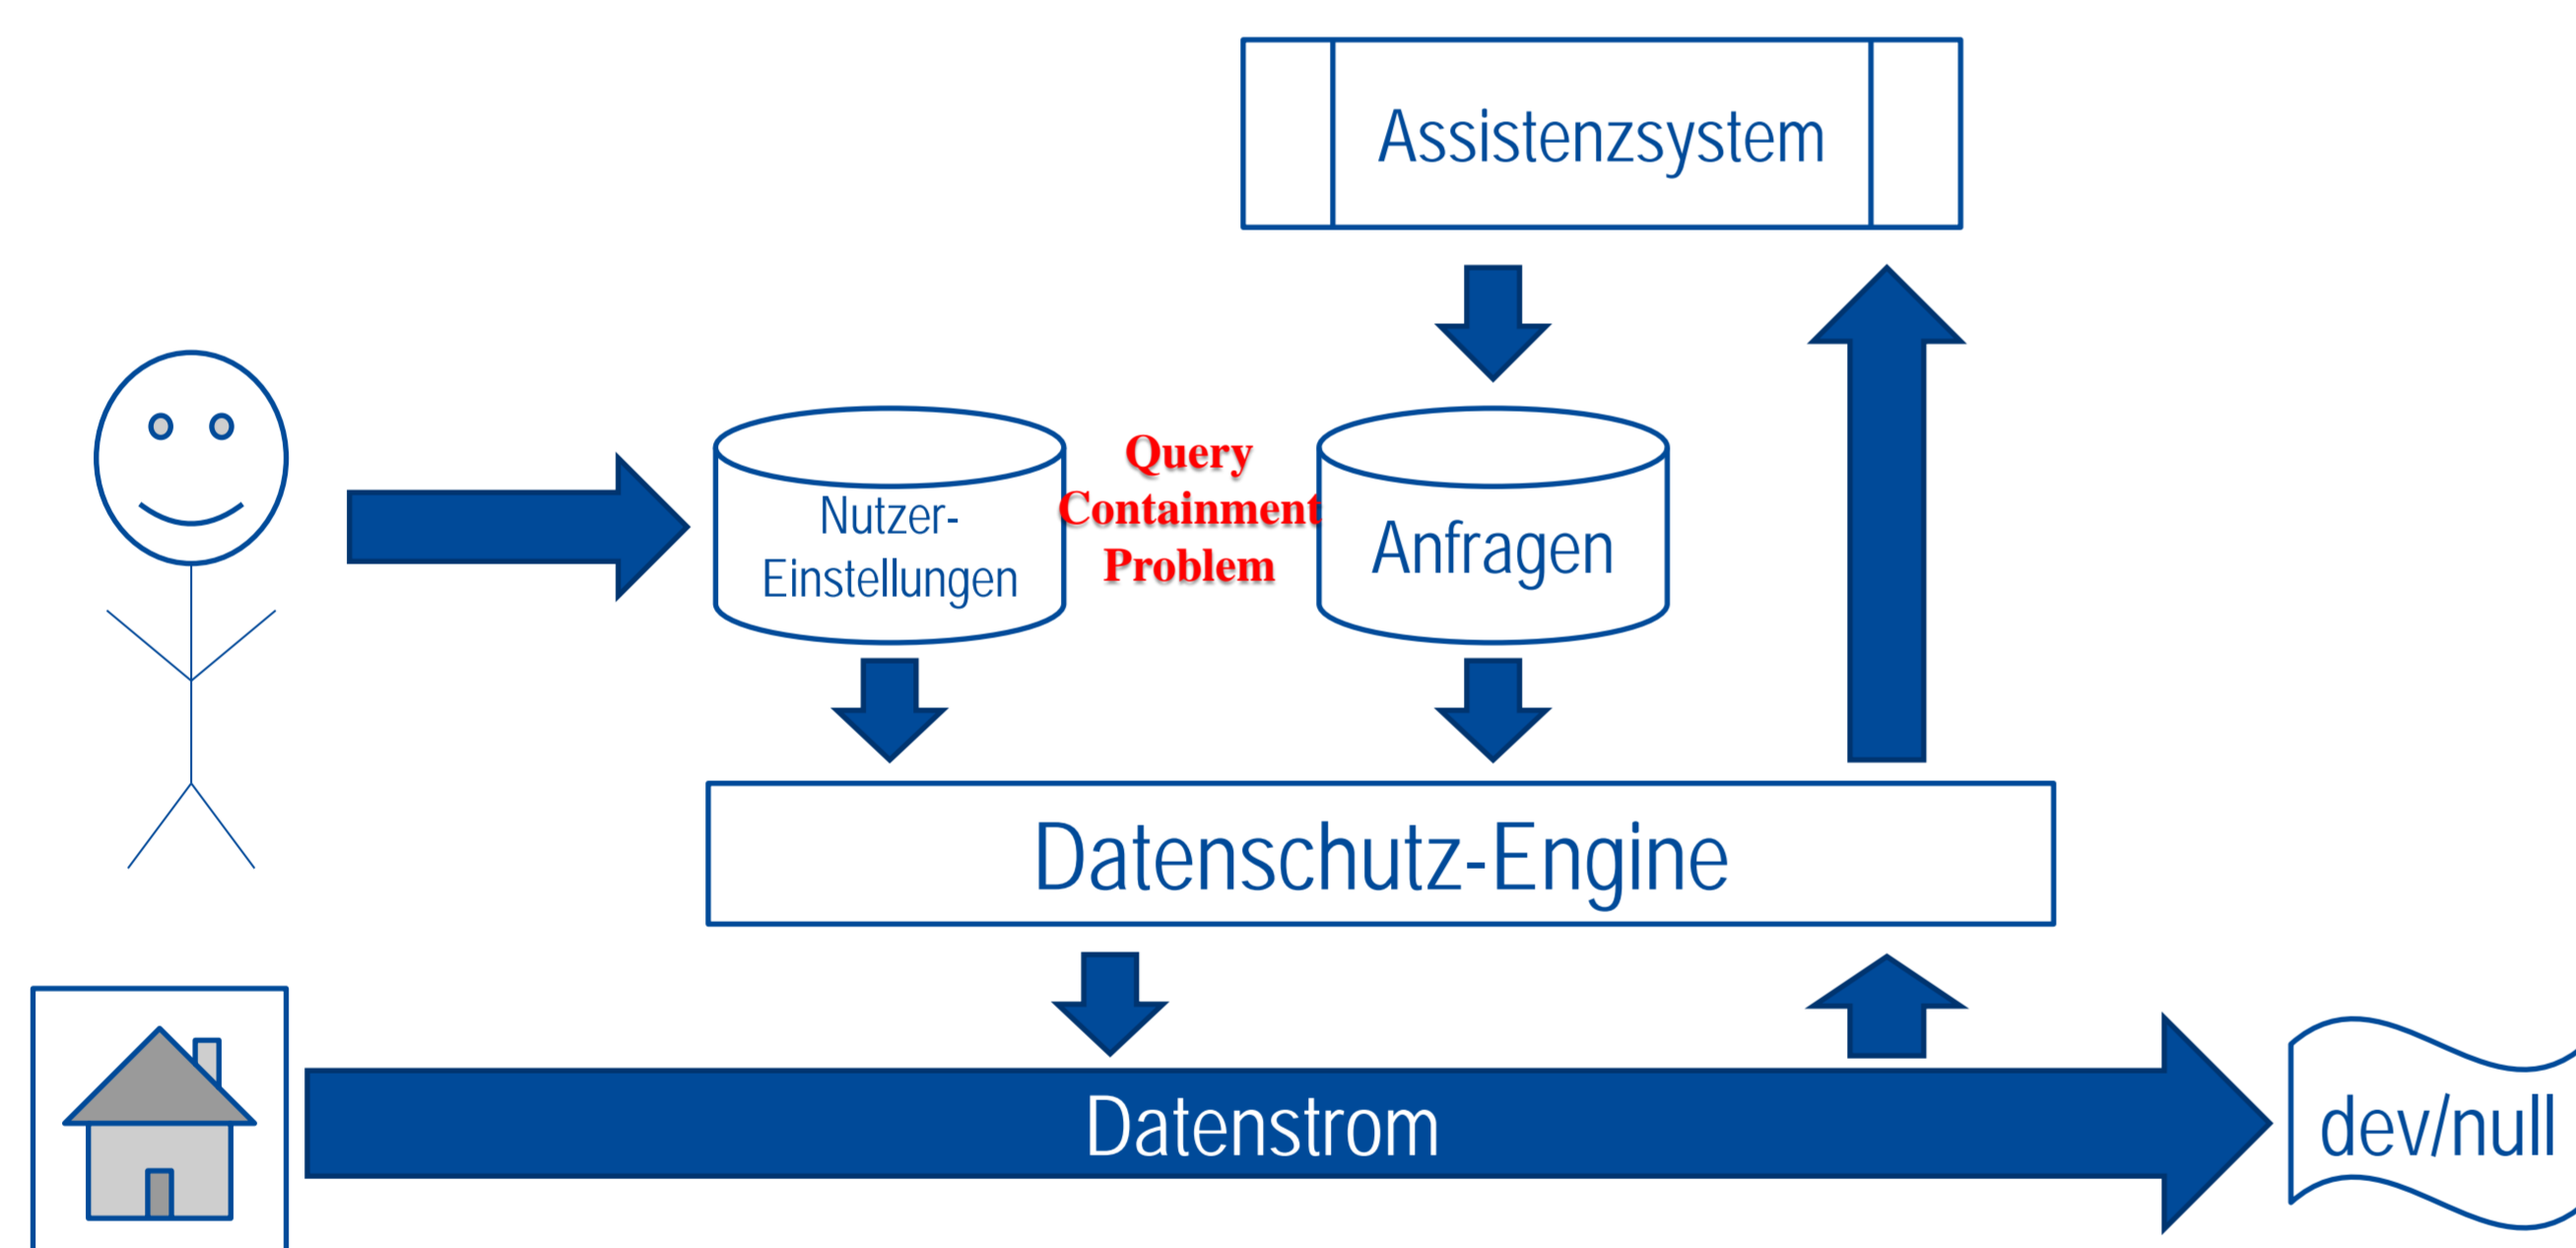 Assistenzsystem
Nutzer-
Einstellungen
Query
Containment
Problem
Anfragen
Datenschutz-Engine
Datenstrom
dev/null